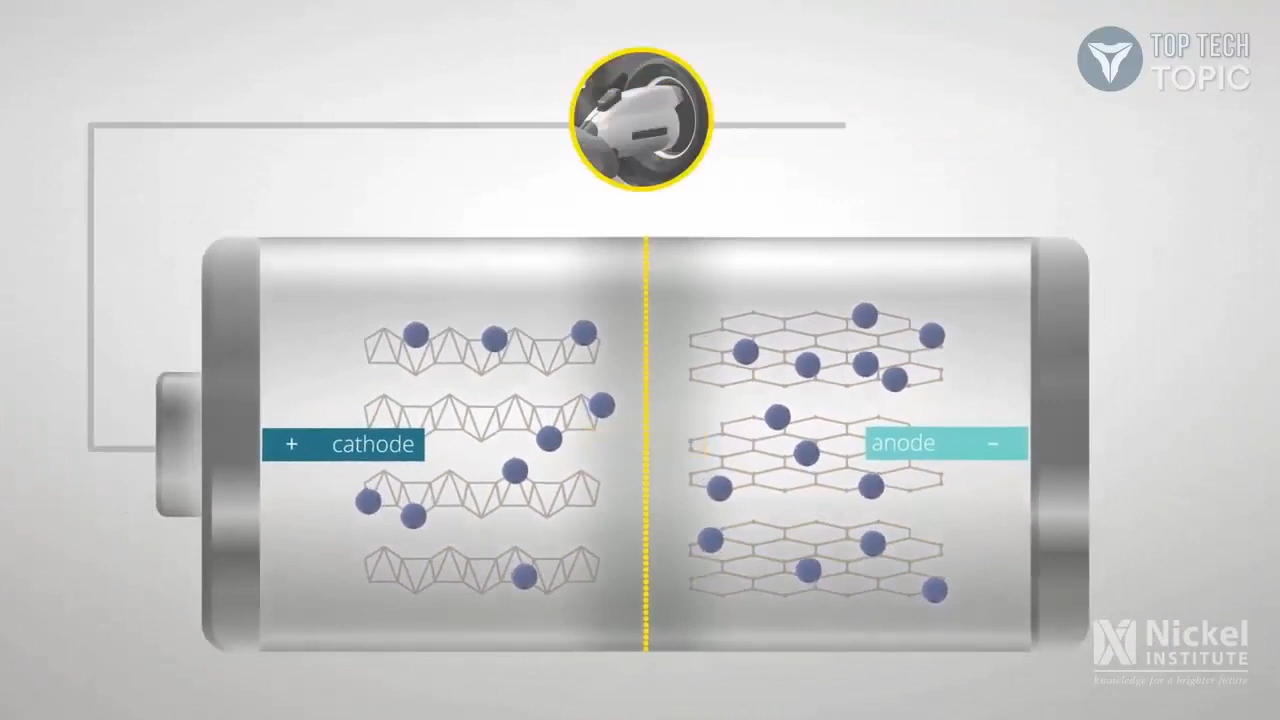 TOP TECH
TOPIC
+ cathode
anode −
Nickel
INSTITUTE
knowledge for a brighter future